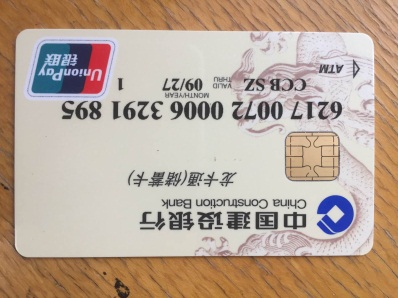 中国建设银行
China Construction Bank
龙卡通(储蓄卡)
6217 0072 0006 3291 895
MONTH/YEAR
CCB SZ VALID THRU 09/27 1
ATM
UnionPay
银联